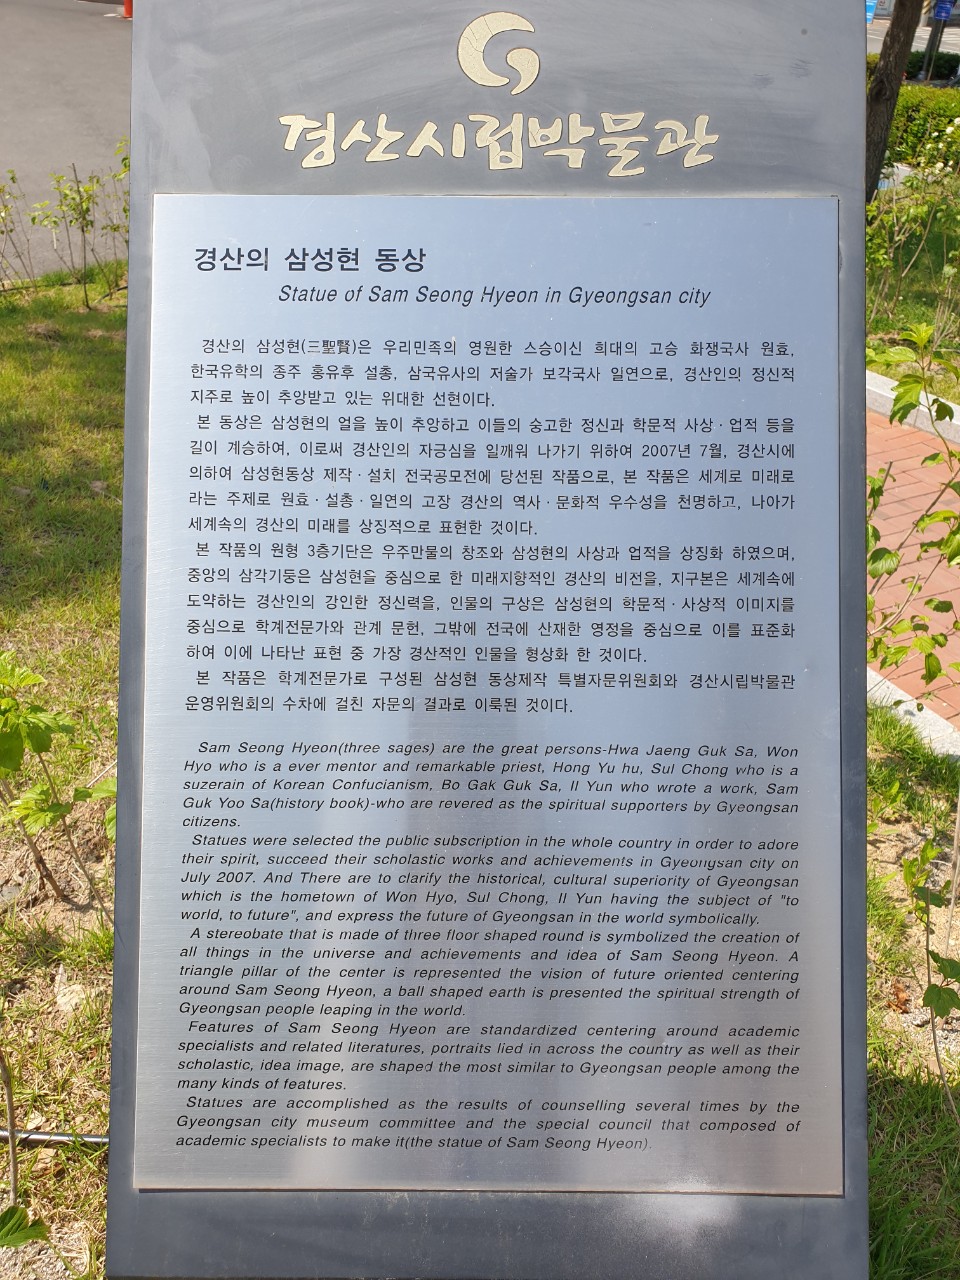 경산시립박물관
경산의 삼성현 동상
Statue of Sam Seong Hyeon in Gyeongsan city
경산의 삼성현(三聖賢)은 우리민족의 영원한 스승이신 희대의 고승 화쟁국사 원효,
한국유학의 종주 홍유후 설총, 삼국유사의 저술가 보각국사 일연으로, 경산인의 정신적
지주로 높이 추앙받고 있는 위대한 선현이다.
본 동상은 삼성현의 얼을 높이 추앙하고 이들의 숭고한 정신과 학문적 사상·업적 등을
길이 계승하여, 이로써 경산인의 자긍심을 일깨워 나가기 위하여 2007년 7월, 경산시에
의하여 삼성현동상 제작·설치 전국공모전에 당선된 작품으로, 본 작품은 세계로 미래로
라는 주제로 원효·설총·일연의 고장 경산의 역사·문화적 우수성을 천명하고, 나아가
세계속의 경산의 미래를 상징적으로 표현한 것이다.
본 작품의 원형 3층기단은 우주만물의 창조와 삼성현의 사상과 업적을 상징화 하였으며,
중앙의 삼각기둥은 삼성현을 중심으로 한 미래지향적인 경산의 비전을, 지구본은 세계속에
도약하는 경산인의 강인한 정신력을, 인물의 구상은 삼성현의 학문적·사상적 이미지를
중심으로 학계전문가와 관계 문헌, 그밖에 전국에 산재한 영정을 중심으로 이를 표준화
하여 이에 나타난 표현 중 가장 경산적인 인물을 형상화 한 것이다.
본 작품은 학계전문가로 구성된 삼성현 동상제작 특별자문위원회와 경산시립박물관
운영위원회의 수차에 걸친 자문의 결과로 이룩된 것이다.
Sam Seong Hyeon(three sages) are the great persons-Hwa Jaeng Guk Sa, Won
Hyo who is a ever mentor and remarkable priest, Hong Yu hu, Sul Chong who is a
suzerain of Korean Confucianism, Bo Gak Guk Sa, Il Yun who wrote a work, Sam
Guk Yoo Sa(history book)-who are revered as the spiritual supporters by Gyeongsan
citizens.
Statues were selected the public subscription in the whole country in order to adore
their spirit, succeed their scholastic works and achievements in Gyeongsan city on
July 2007. And There are to clarify the historical, cultural superiority of Gyeongsan
which is the hometown of Won Hyo, Sul Chong, Il Yun having the subject of "to
world, to future", and express the future of Gyeongsan in the world symbolically.
A stereobate that is made of three floor shaped round is symbolized the creation of
all things in the universe and achievements and idea of Sam Seong Hyeon. A
triangle pillar of the center is represented the vision of future oriented centering
around Sam Seong Hyeon, a ball shaped earth is presented the spiritual strength of
Gyeongsan people leaping in the world.
Features of Sam Seong Hyeon are standardized centering around academic
specialists and related literatures, portraits lied in across the country as well as their
scholastic, idea image, are shaped the most similar to Gyeongsan people among the
many kinds of features.
Statues are accomplished as the results of counselling several times by the
Gyeongsan city museum committee and the special council that composed of
academic specialists to make it(the statue of Sam Seong Hyeon).